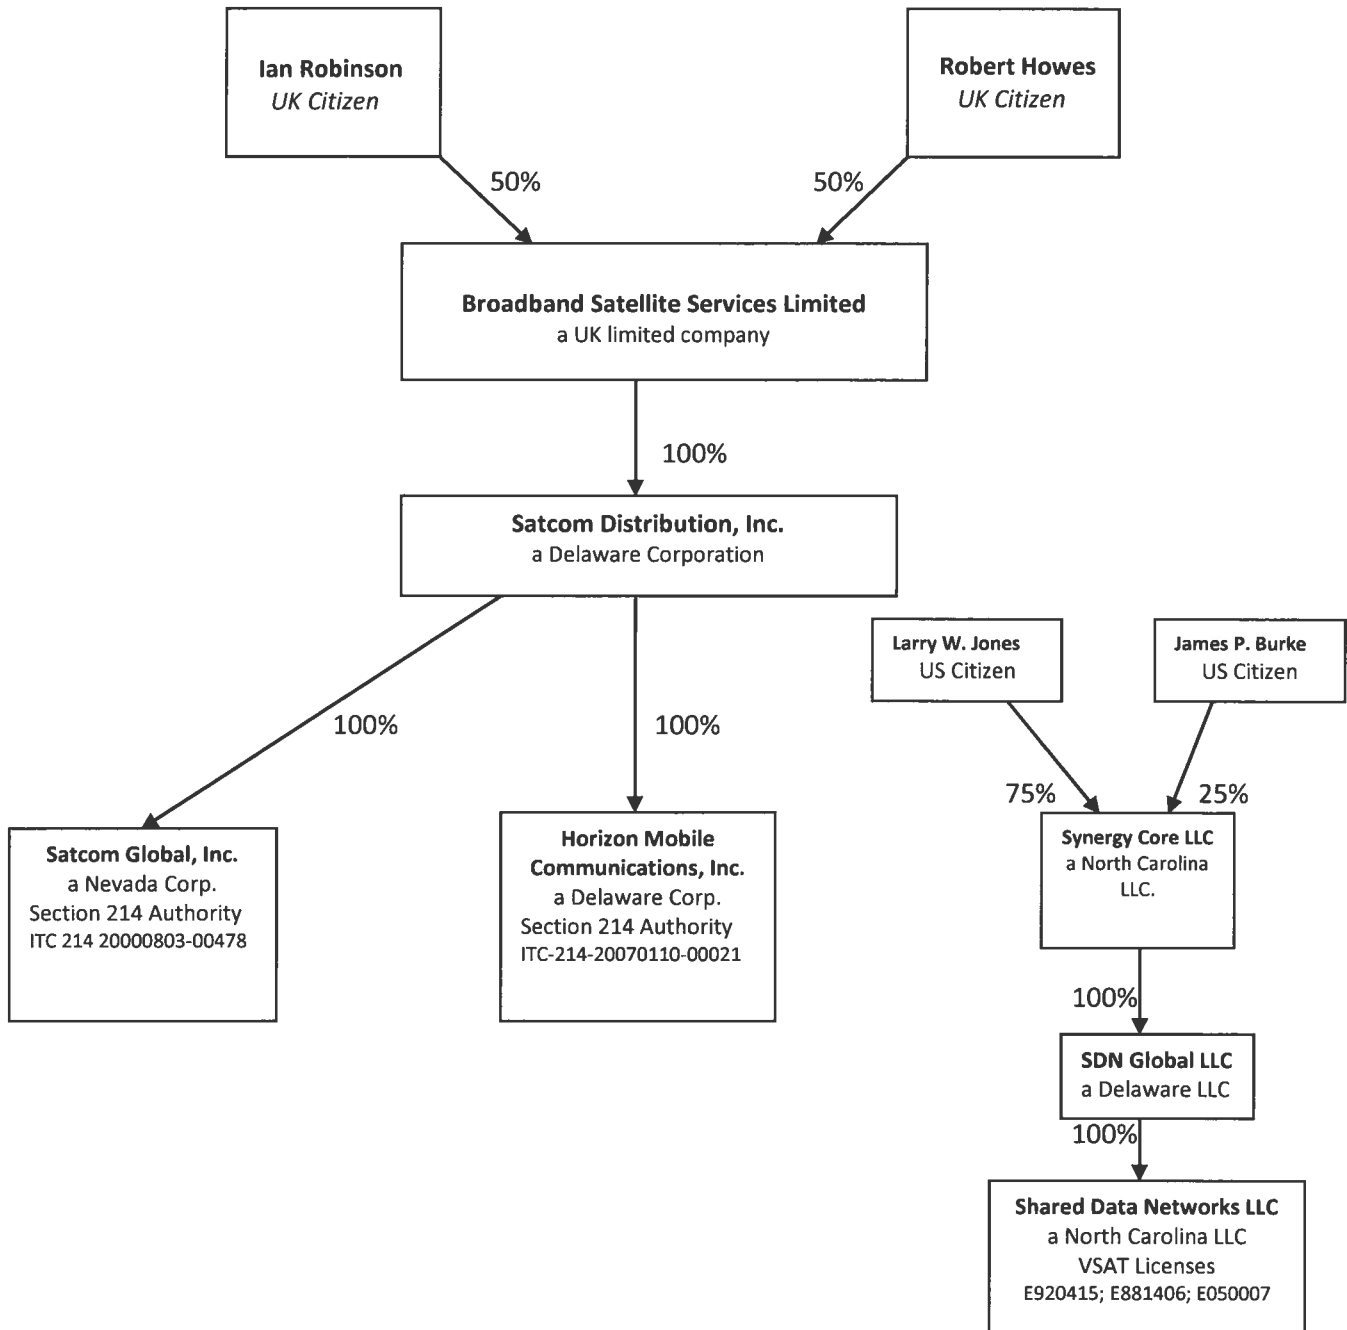 Ian Robinson
UK Citizen
Robert Howes
UK Citizen
50%
50%
Broadband Satellite Services Limited
a UK limited company
100%
Satcom Distribution, Inc.
a Delaware Corporation
Larry W. Jones
US Citizen
James P. Burke
US Citizen
100%
100%
75%
25%
Satcom Global, Inc.
a Nevada Corp.
Section 214 Authority
ITC 214 20000803-00478
Horizon Mobile
Communications, Inc.
a Delaware Corp.
Section 214 Authority
ITC-214-20070110-00021
Synergy Core LLC
a North Carolina
LLC.
100%
SDN Global LLC
a Delaware LLC
100%
Shared Data Networks LLC
a North Carolina LLC
VSAT Licenses
E920415; E881406; E050007